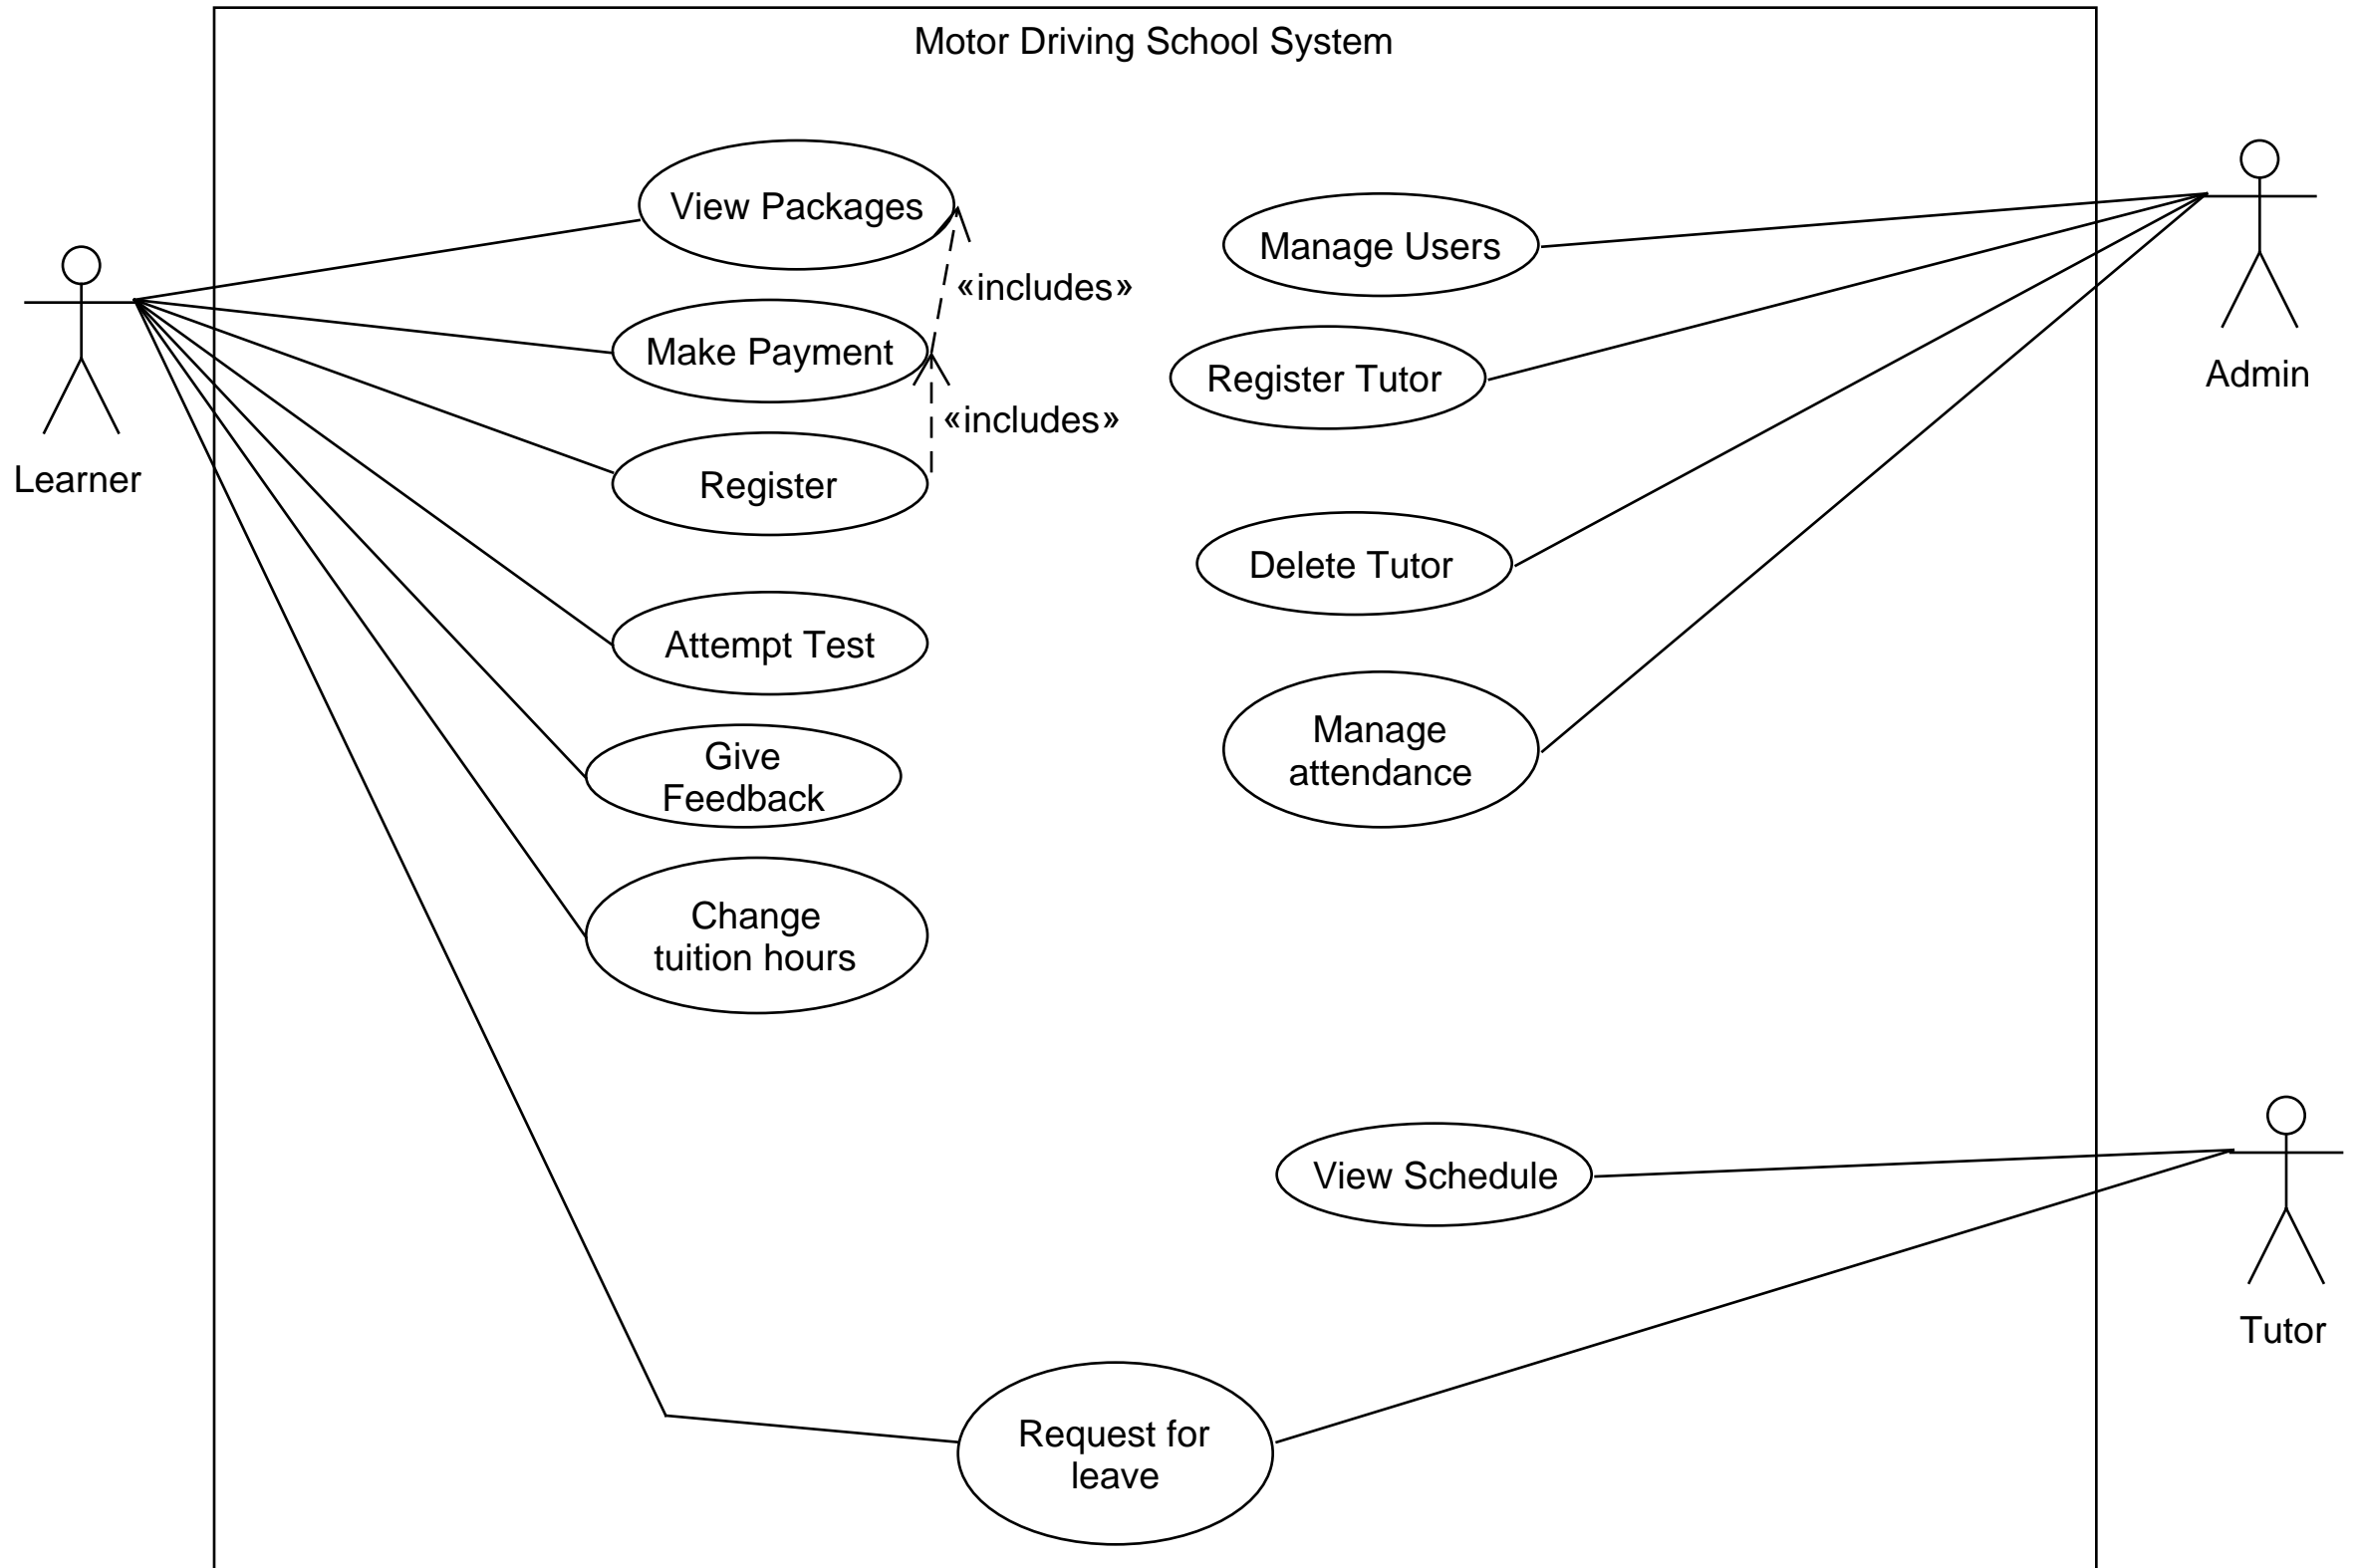 Motor Driving School System
View Packages
«includes»
Make Payment
«includes»
Register
Attempt Test
Give
Feedback
Change
tuition hours
Learner
Manage Users
Register Tutor
Delete Tutor
Manage
attendance
Admin
View Schedule
Tutor
Request for
leave